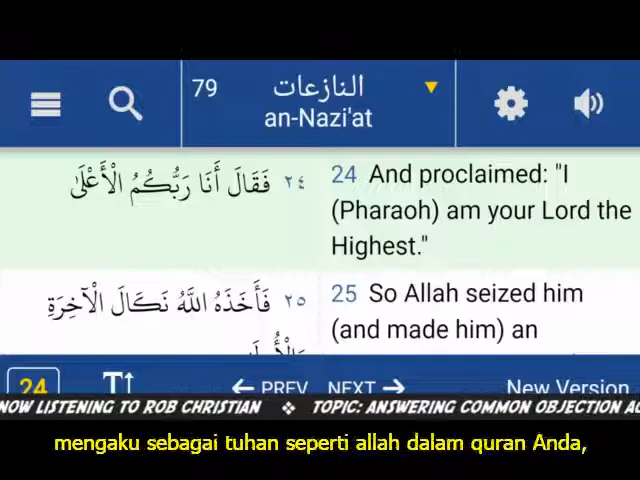 79
النازعات
an-Nazi'at
فَقَالَ أَنَا رَبُّكُمُ الْأَعْلَىٰ ٢٤
24 And proclaimed: "I
(Pharaoh) am your Lord the
Highest."
فَأَخَذَهُ اللَّهُ نَكَالَ الْآخِرَةِ ٢٥
25 So Allah seized him
(and made him) an
24
PREV NEXT
New Version
NOW LISTENING TO ROB CHRISTIAN ❖ TOPIC: ANSWERING COMMON OBJECTION
mengaku sebagai tuhan seperti allah dalam quran Anda,